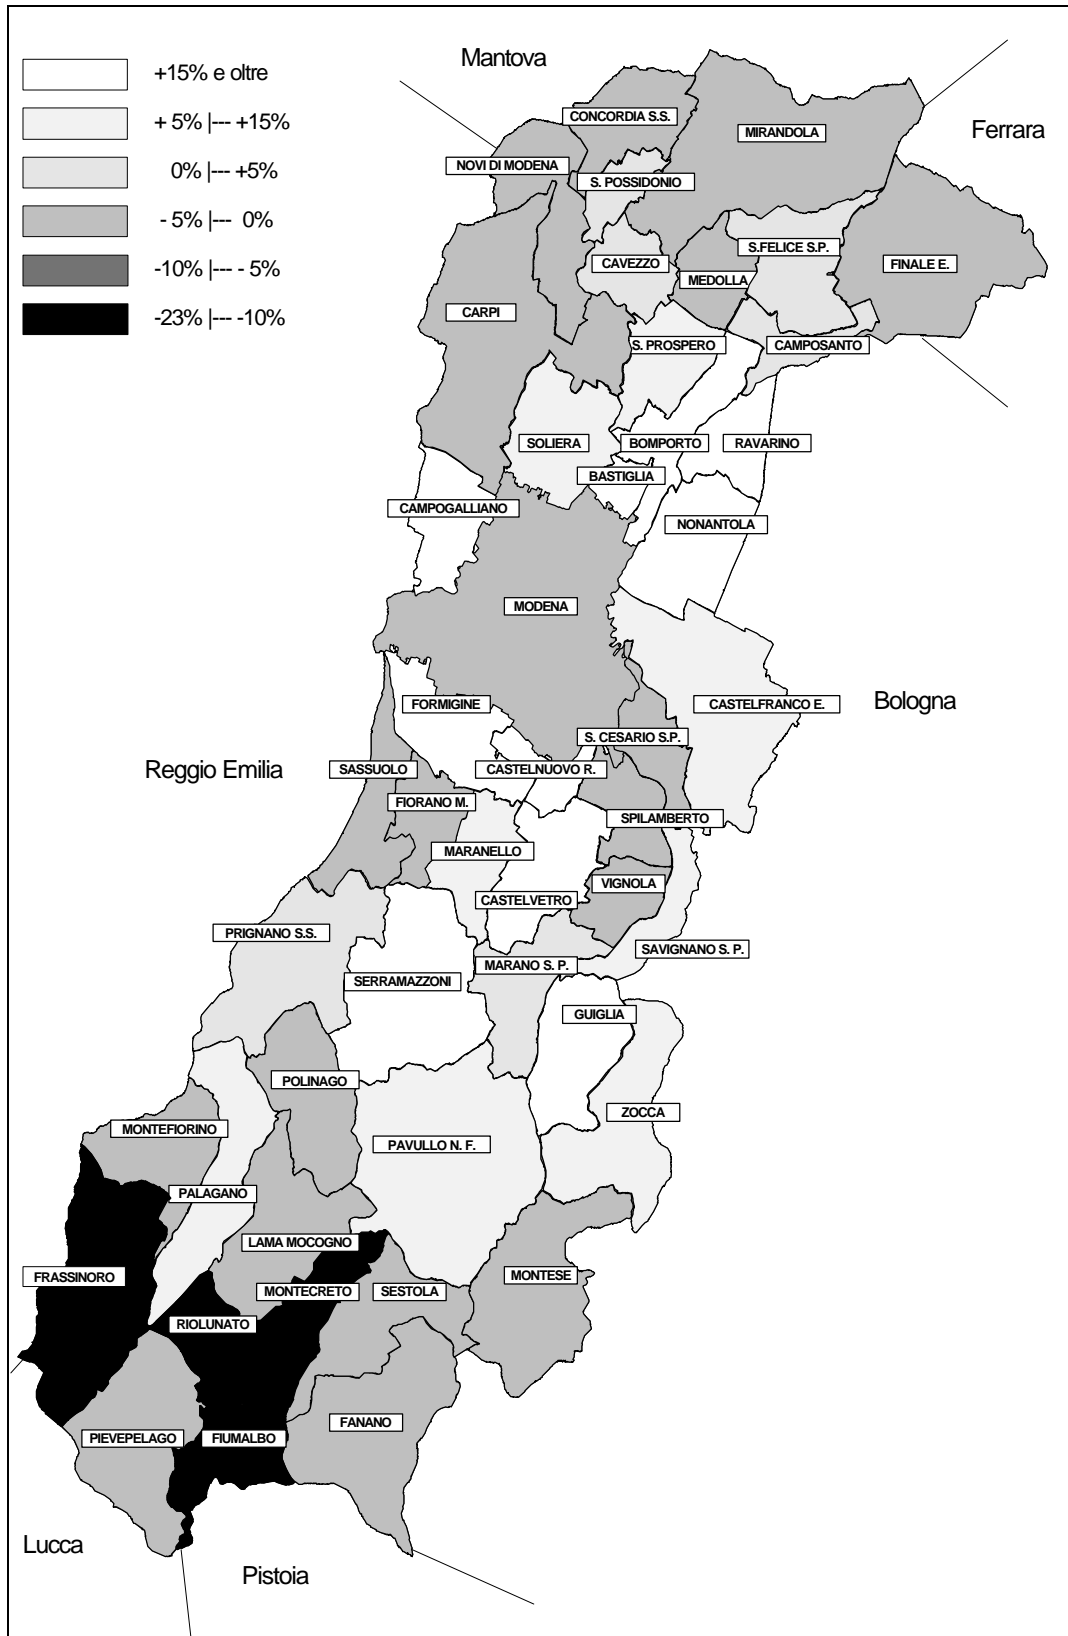 +15% e oltre
+ 5% |--- +15%
0% |--- +5%
- 5% |--- 0%
-10% |--- - 5%
-23% |--- -10%
Mantova
Ferrara
CONCORDIA S.S.
MIRANDOLA
NOVI DI MODENA
S. POSSIDONIO
S.FELICE S.P.
CAVEZZO
FINALE E.
MEDOLLA
CARPI
S. PROSPERO
CAMPOSANTO
SOLIERA
BOMPORTO
RAVARINO
BASTIGLIA
CAMPOGALLIANO
NONANTOLA
MODENA
FORMIGINE
CASTELFRANCO E.
Bologna
S. CESARIO S.P.
Reggio Emilia
SASSUOLO
CASTELNUOVO R.
FIORANO M.
SPILAMBERTO
MARANELLO
VIGNOLA
CASTELVETRO
PRIGNANO S.S.
SAVIGNANO S. P.
MARANO S. P.
SERRAMAZZONI
GUIGLIA
POLINAGO
ZOCCA
MONTEFIORINO
PAVULLO N. F.
PALAGANO
LAMA MOCOGNO
FRASSINORO
MONTECRETO
SESTOLA
MONTESE
RIOLUNATO
FANANO
PIEVEPELAGO
FIUMALBO
Lucca
Pistoia